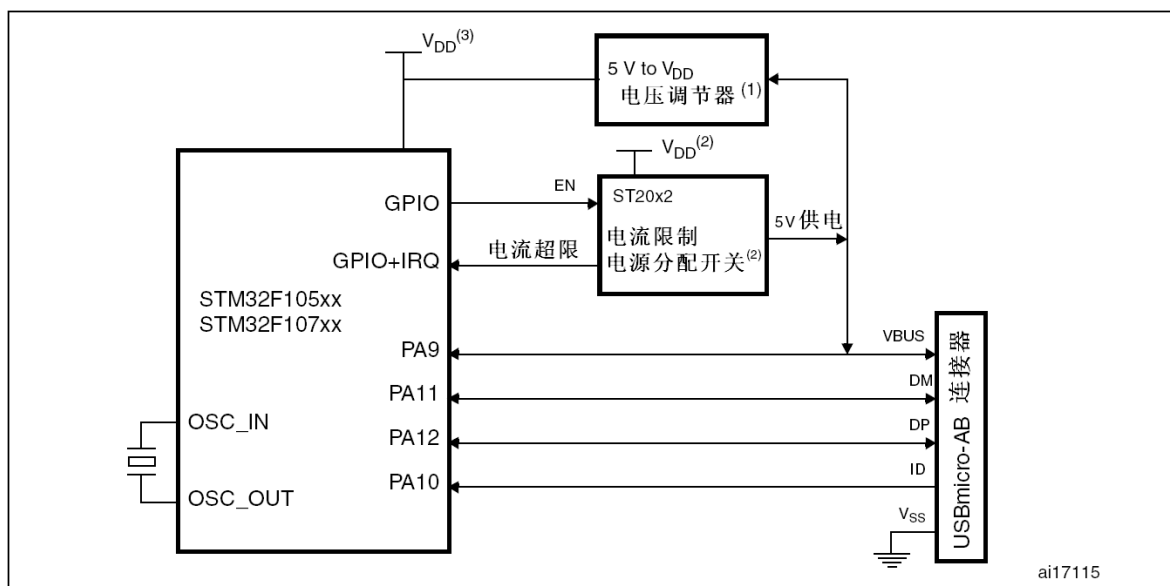 VDD(3)
5 V to VDD
电压调节器(1)
VDD(2)
GPIO
EN
ST20x2
电流限制
电源分配开关(2)
5V 供电
电流超限
GPIO+IRQ
STM32F105xx
STM32F107xx
PA9
VBUS
PA11
DM
OSC_IN
PA12
DP
PA10
ID
OSC_OUT
VSS
USBmicro-AB 连接器
ai17115